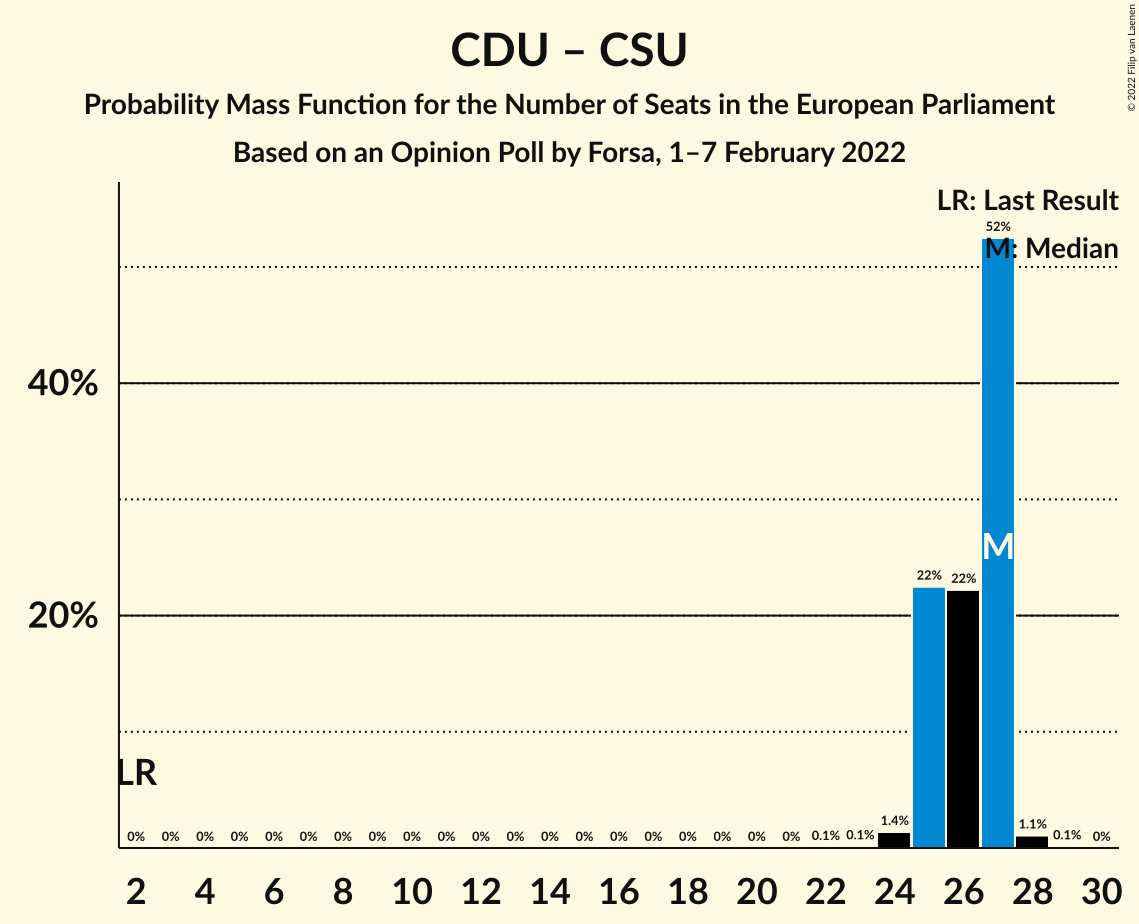 CDU – CSU
Probability Mass Function for the Number of Seats in the European Parliament
Based on an Opinion Poll by Forsa, 1–7 February 2022
© 2022 Filip van Laenen
LR: Last Result
52%
M: Median
40%
M
22% 22%
20%
LR
0% 0% 0% 0% 0% 0% 0% 0% 0% 0% 0% 0% 0% 0% 0% 0% 0% 0% 0% 0% 0.1% 0.1% 1.4% 1.1% 0.1% 0%
2 4 6 8 10 12 14 16 18 20 22 24 26 28 30